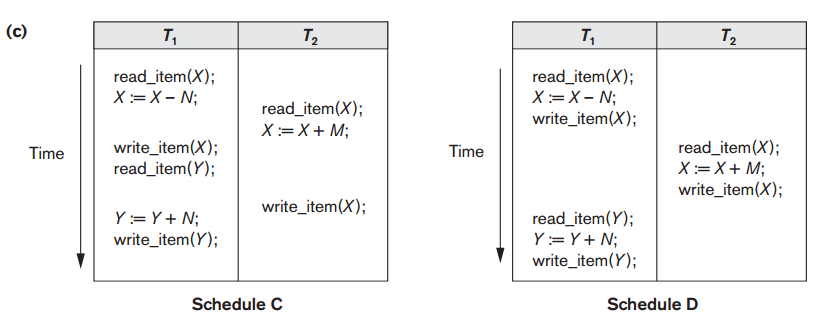 (c)
T1 T2
Time
read_item(X);
X := X – N;
read_item(X);
X := X + M;
write_item(X);
read_item(Y);
write_item(X);
Y := Y + N;
write_item(Y);
Schedule C
T1 T2
Time
read_item(X);
X := X – N;
write_item(X);
read_item(X);
X := X + M;
write_item(X);
read_item(Y);
Y := Y + N;
write_item(Y);
Schedule D